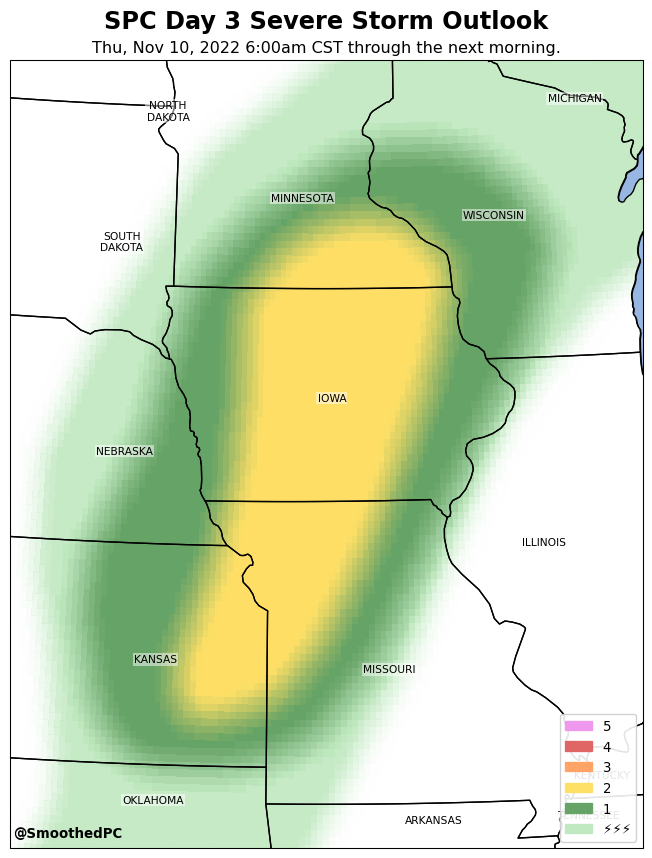 SPC Day 3 Severe Storm Outlook
Thu, Nov 10, 2022 6:00am CST through the next morning.
MICHIGAN
NORTH
DAKOTA
MINNESOTA
WISCONSIN
SOUTH
DAKOTA
IOWA
NEBRASKA
ILLINOIS
KANSAS
MISSOURI
5
4
3
KENTUCKY
2
OKLAHOMA
1
ARKANSAS
⚡⚡⚡
@SmoothedPC